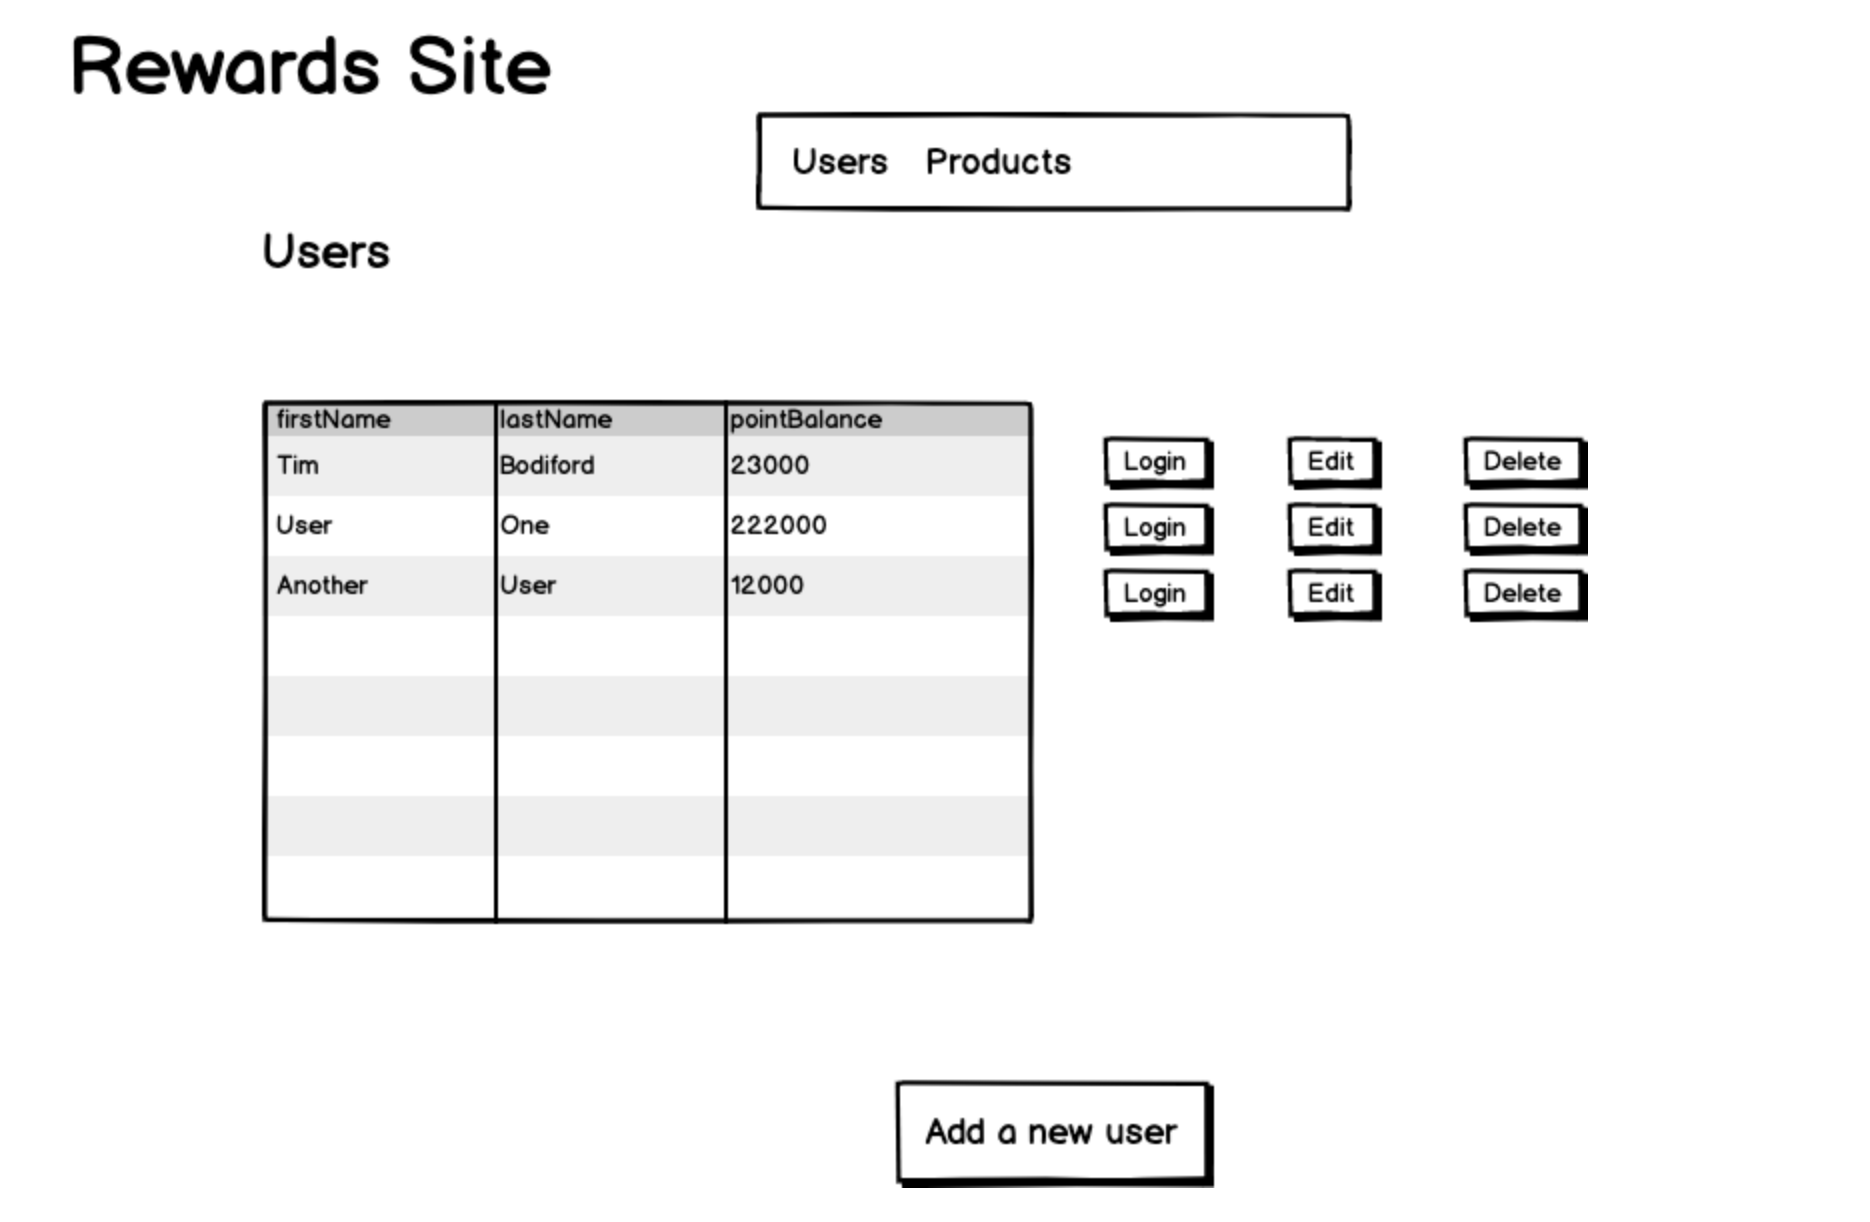 Rewards Site
Users Products
Users
firstName lastName pointBalance
Tim Bodiford 23000 Login Edit Delete
User One 222000 Login Edit Delete
Another User 12000 Login Edit Delete
Add a new user